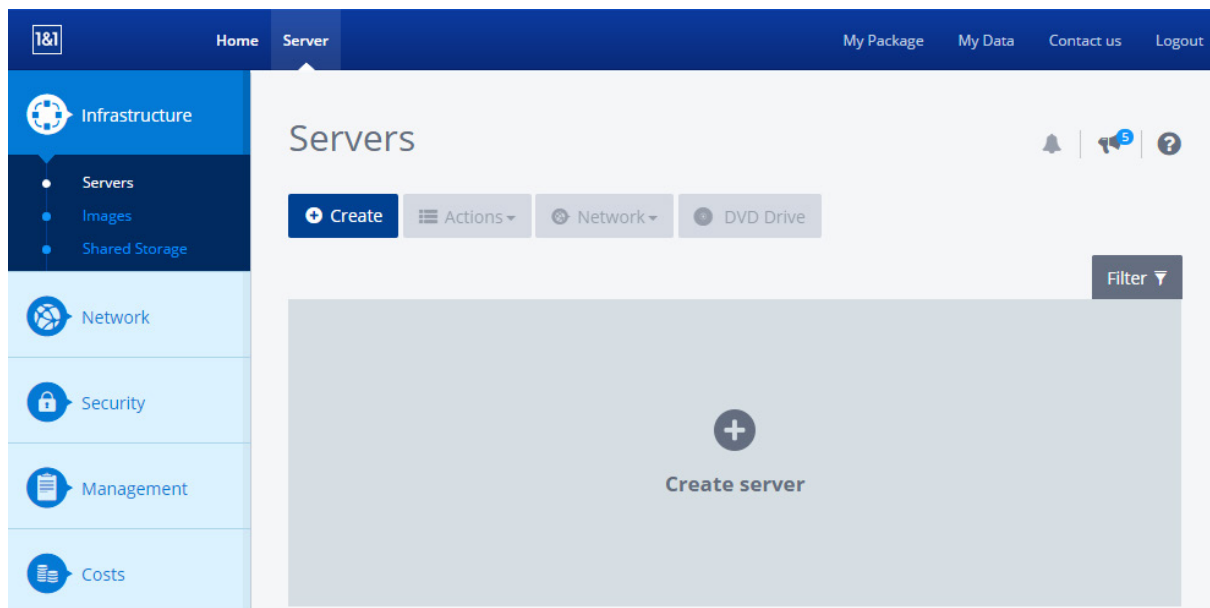 1&1 Home Server My Package My Data Contact us Logout
Infrastructure
Servers
Images
Shared Storage
Network
Security
Management
Costs
Servers
5
Create Actions Network DVD Drive
Filter
Create server